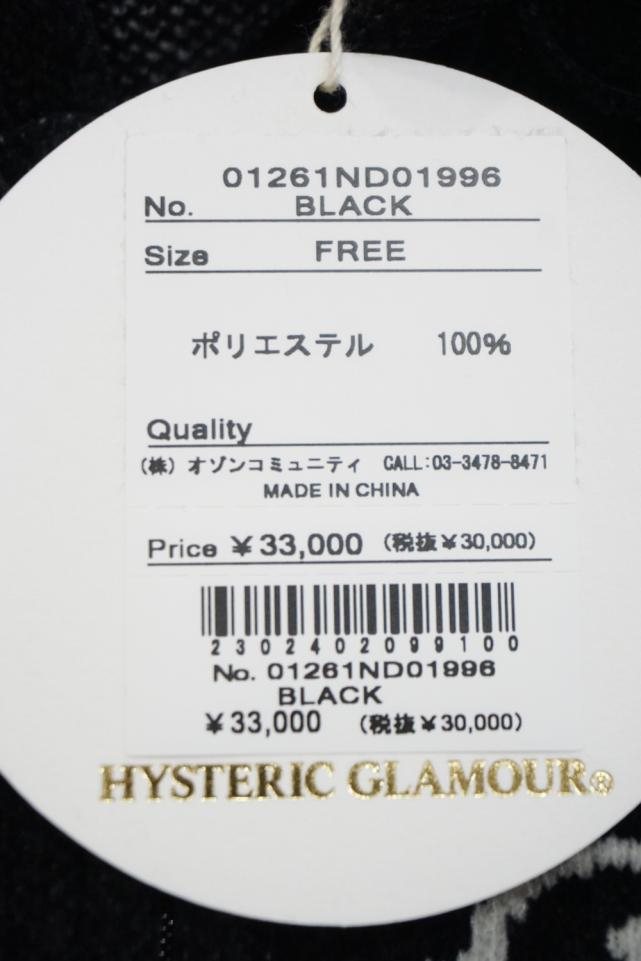 01261ND01996
No. BLACK
Size FREE
ポリエステル 100%
Quality
(株) オゾンコミュニティ CALL:03-3478-8471
MADE IN CHINA
Price ¥33,000 (税抜¥30,000)
2302402099100
No. 01261ND01996
BLACK
¥33,000 (税抜¥30,000)
HYSTERIC GLAMOUR®